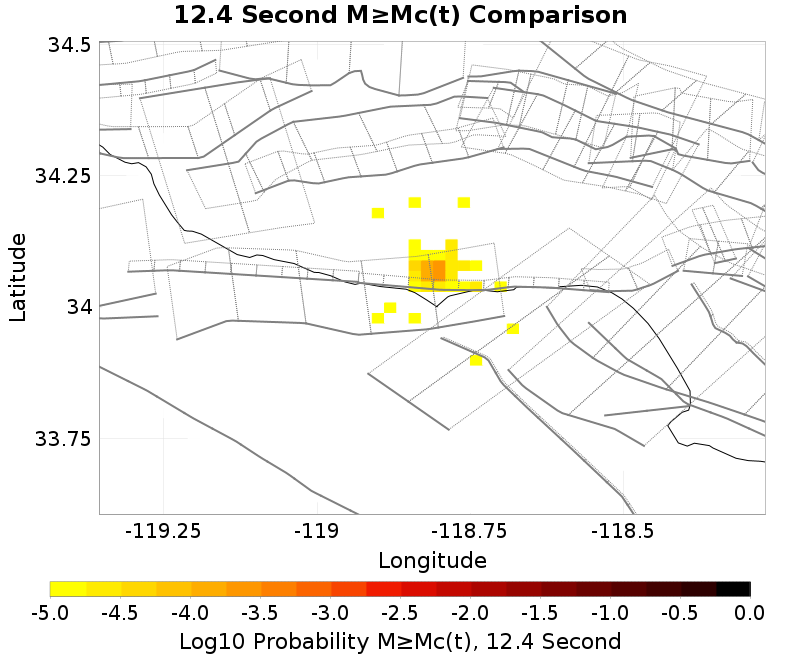 12.4 Second M≥Mc(t) Comparison
34.5
34.25
34
33.75
Latitude
-119.25 -119 -118.75 -118.5
Longitude
-5.0 -4.5 -4.0 -3.5 -3.0 -2.5 -2.0 -1.5 -1.0 -0.5 0.0
Log10 Probability M≥Mc(t), 12.4 Second